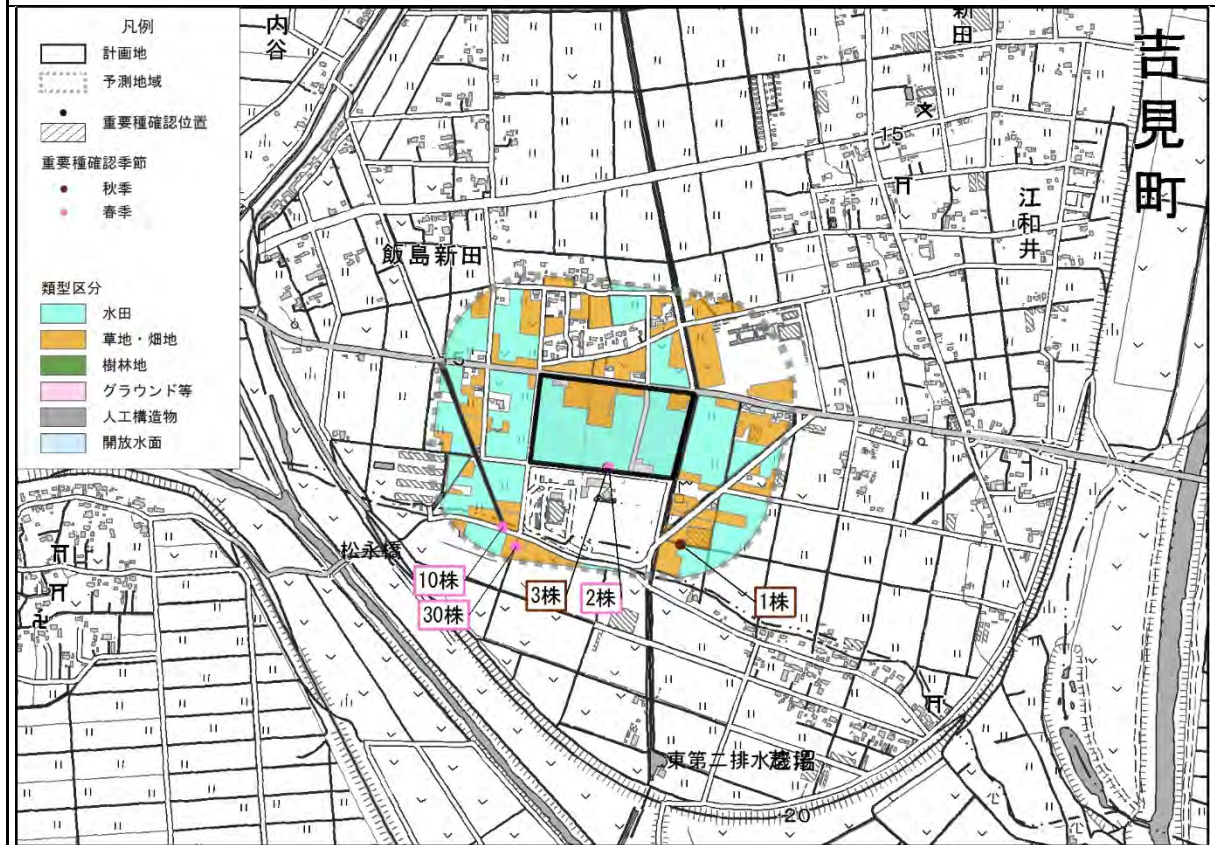 凡例
計画地
予測地域
重要種確認位置
重要種確認季節
秋季
春季
類型区分
水田
草地・畑地
樹林地
グラウンド等
人工構造物
開放水面
内谷
新田
吉見町
15
江和井
飯島新田
松永橋
10株
30株
3株
2株
1株
東第二排水
20